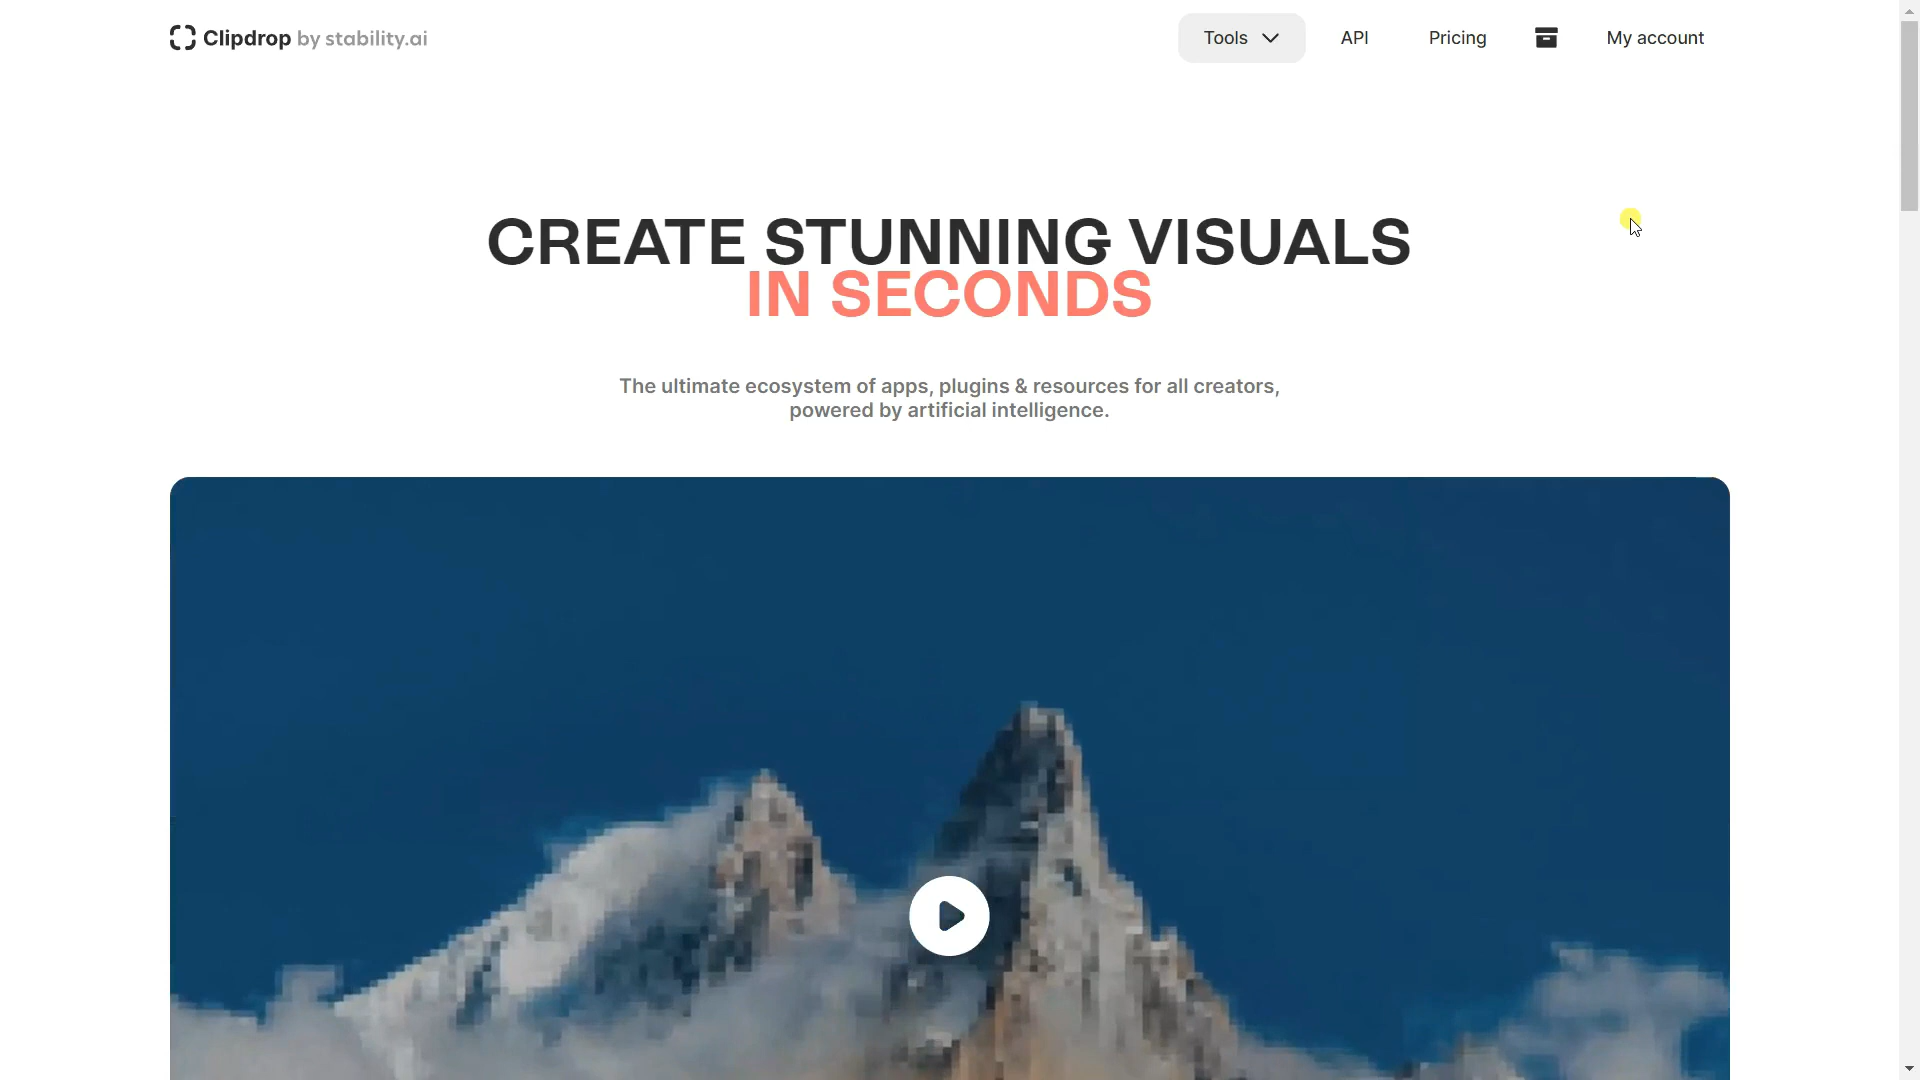 Clipdrop by stability.ai
Tools
API
Pricing
My account
CREATE STUNNING VISUALS
IN SECONDS
The ultimate ecosystem of apps, plugins & resources for all creators,
powered by artificial intelligence.